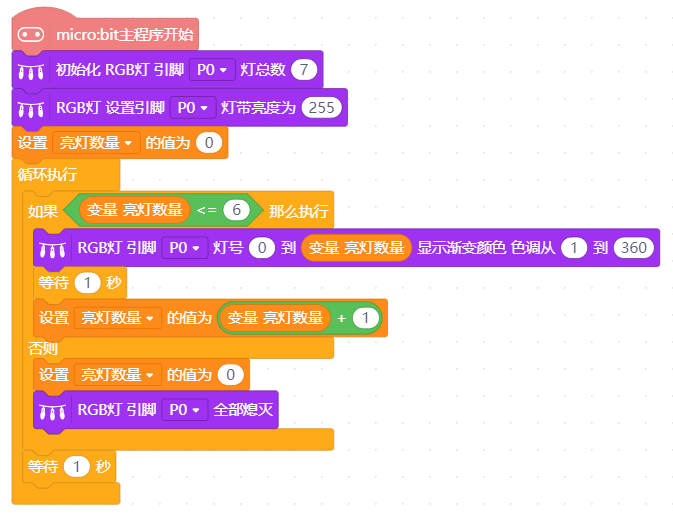 micro:bit主程序开始
初始化 RGB灯 引脚 P0 灯总数 7
RGB灯 设置引脚 P0 灯带亮度为 255
设置 亮灯数量 的值为 0
循环执行
如果 变量 亮灯数量 <= 6 那么执行
RGB灯 引脚 P0 灯号 0 到 变量 亮灯数量 显示渐变颜色 色调从 1 到 360
等待 1 秒
设置 亮灯数量 的值为 变量 亮灯数量 + 1
否则
设置 亮灯数量 的值为 0
RGB灯 引脚 P0 全部熄灭
等待 1 秒